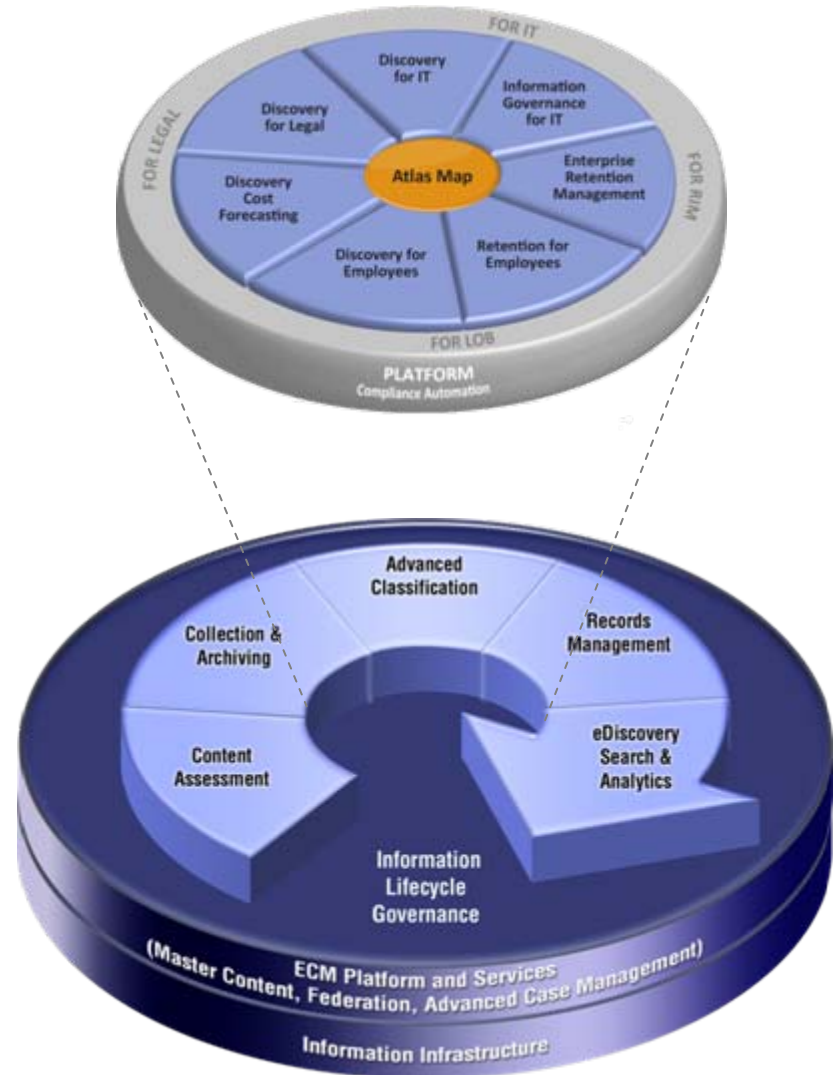 FOR IT
Discovery
for IT
Information
Governance
for IT
Discovery
for Legal
FOR LEGAL
Atlas Map
Enterprise
Retention
Management
FOR RIM
Discovery
Cost
Forecasting
Discovery for
Employees
Retention for
Employees
FOR LOB
PLATFORM
Compliance Automation
Advanced
Classification
Collection &
Archiving
Records
Management
Content
Assessment
eDiscovery
Search &
Analytics
Information
Lifecycle
Governance
ECM Platform and Services
(Master Content, Federation, Advanced Case Management)
Information Infrastructure